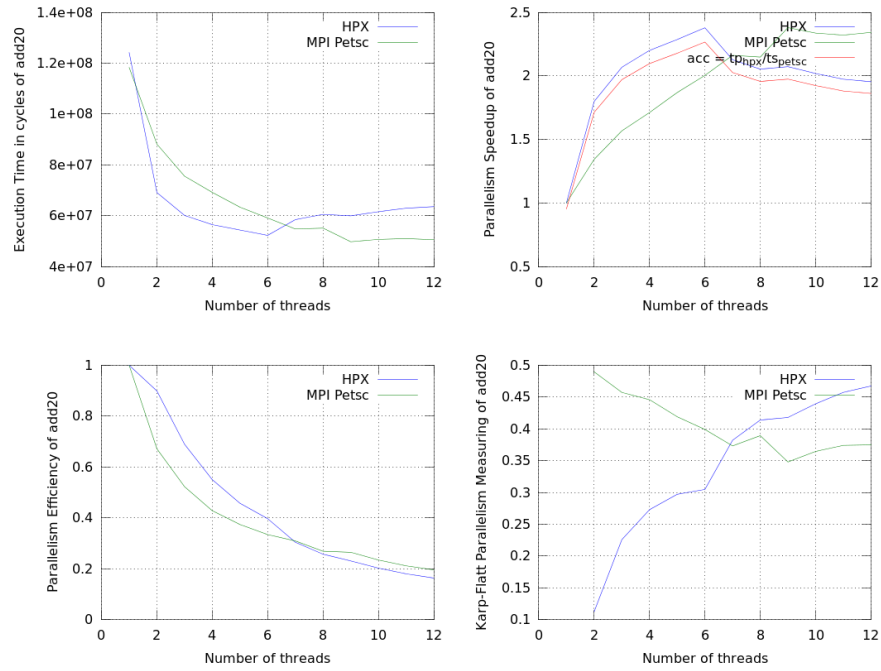 Execution Time in cycles of add20
1.4e+08
1.2e+08
1e+08
8e+07
6e+07
4e+07
0
2
4
6
8
10
12
Number of threads
HPX
MPI Petsc
Parallelism Speedup of add20
2.5
2
1.5
1
0.5
0
2
4
6
8
10
12
Number of threads
HPX
MPI Petsc
acc = tphpx/tspetsc
Parallelism Efficiency of add20
1
0.8
0.6
0.4
0.2
0
0
2
4
6
8
10
12
Number of threads
HPX
MPI Petsc
Karp-Flatt Parallelism Measuring of add20
0.5
0.45
0.4
0.35
0.3
0.25
0.2
0.15
0.1
0
2
4
6
8
10
12
Number of threads
HPX
MPI Petsc